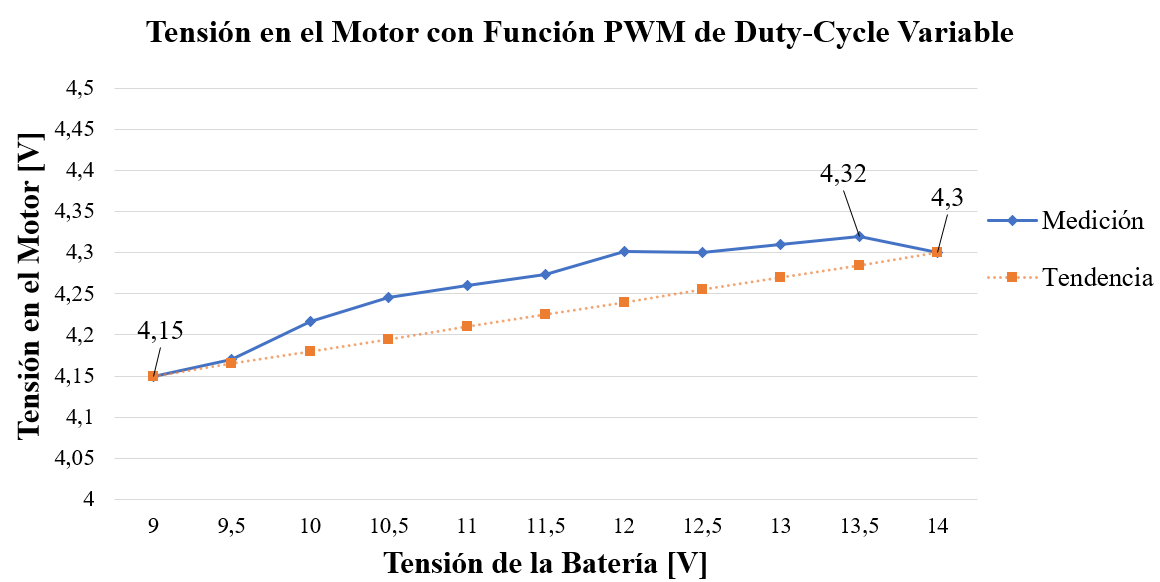 Tensión en el Motor con Función PWM de Duty-Cycle Variable
Tensión en el Motor [V]
4,5
4,45
4,4
4,35
4,3
4,25
4,2
4,15
4,1
4,05
4
4,15
4,32
4,3
Medición
Tendencia
9 9,5 10 10,5 11 11,5 12 12,5 13 13,5 14
Tensión de la Batería [V]